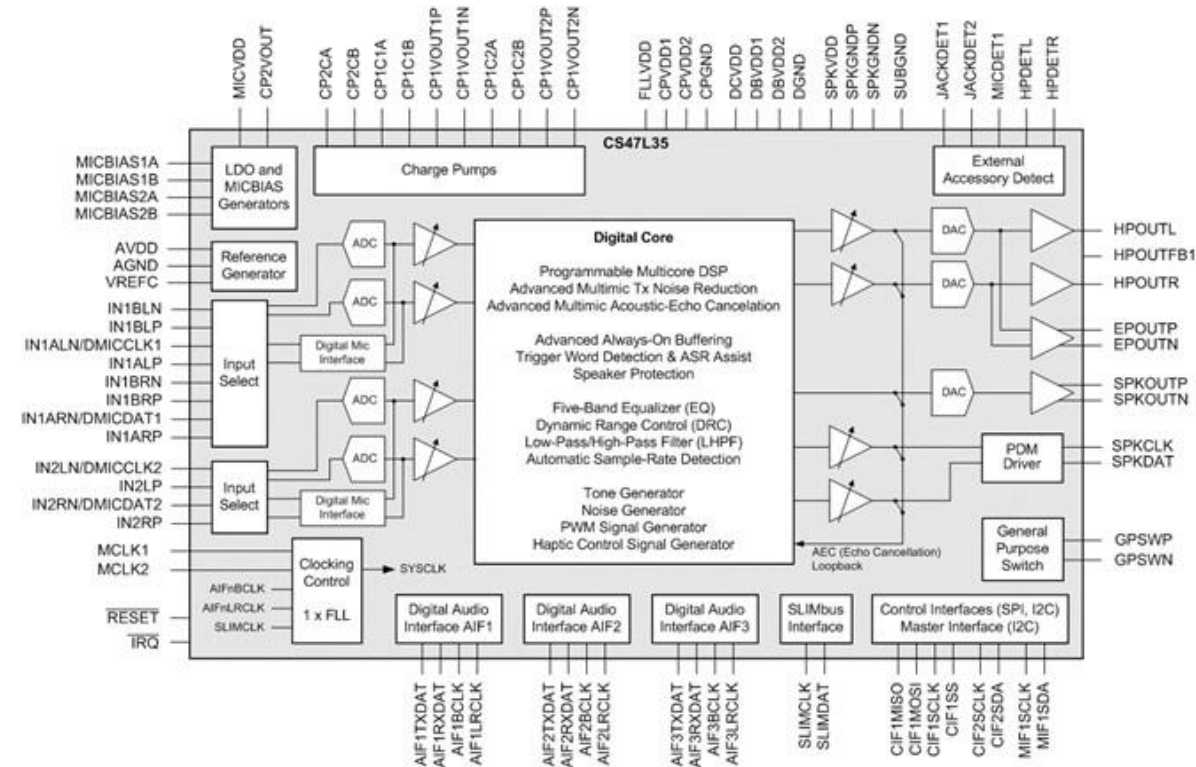 MICVDD
CP2VOUT
CP2CA
CP2CB
CP1C1A
CP1C1B
CP1VOUT1P
CP1VOUT1N
CP1C2A
CP1C2B
CP1VOUT2P
CP1VOUT2N
FLLVDD
CPVDD1
CPVDD2
CPGND
DCVDD
DBVDD1
DBVDD2
DGND
SPKVDD
SPKGNDP
SPKGNDN
SUBGND
JACKDET1
JACKDET2
MICDET1
HPDETL
HPDETR
CS47L35
MICBIAS1A
MICBIAS1B
MICBIAS2A
MICBIAS2B
LDO and
MICBIAS
Generators
Charge Pumps
External
Accessory Detect
AVDD
AGND
VREFC
Reference
Generator
IN1BLN
IN1BLP
IN1ALN/DMICCLK1
IN1ALP
IN1BRN
IN1BRP
IN1ARN/DMICDAT1
IN1ARP
Input
Select
ADC
ADC
Digital Mic
Interface
IN2LN/DMICCLK2
IN2LP
IN2RN/DMICDAT2
IN2RP
Input
Select
ADC
ADC
Digital Mic
Interface
MCLK1
MCLK2
AIFnBCLK
AIFnLRCLK
SLIMCLK
Clocking
Control
1 x FLL
SYSCLK
RESET
IRQ
Digital Core
Programmable Multicore DSP
Advanced Multimic Tx Noise Reduction
Advanced Multimic Acoustic-Echo Cancelation
Advanced Always-On Buffering
Trigger Word Detection & ASR Assist
Speaker Protection
Five-Band Equalizer (EQ)
Dynamic Range Control (DRC)
Low-Pass/High-Pass Filter (LHPF)
Automatic Sample-Rate Detection
Tone Generator
Noise Generator
PWM Signal Generator
Haptic Control Signal Generator
AEC (Echo Cancellation)
Loopback
DAC
DAC
DAC
PDM
Driver
General
Purpose
Switch
HPOUTL
HPOUTFB1
HPOUTR
EPOUTP
EPOUTN
SPKOUTP
SPKOUTN
SPKCLK
SPKDAT
GPSWP
GPSWN
Digital Audio
Interface AIF1
Digital Audio
Interface AIF2
Digital Audio
Interface AIF3
SLIMbus
Interface
Control Interfaces (SPI, I2C)
Master Interface (I2C)
AIF1TXDAT
AIF1RXDAT
AIF1BCLK
AIF1LRCLK
AIF2TXDAT
AIF2RXDAT
AIF2BCLK
AIF2LRCLK
AIF3TXDAT
AIF3RXDAT
AIF3BCLK
AIF3LRCLK
SLIMCLK
SLIMDAT
CIF1MISO
CIF1MOSI
CIF1SCLK
CIF1SS
CIF2SCLK
CIF2SDA
MIF1SCLK
MIF1SDA